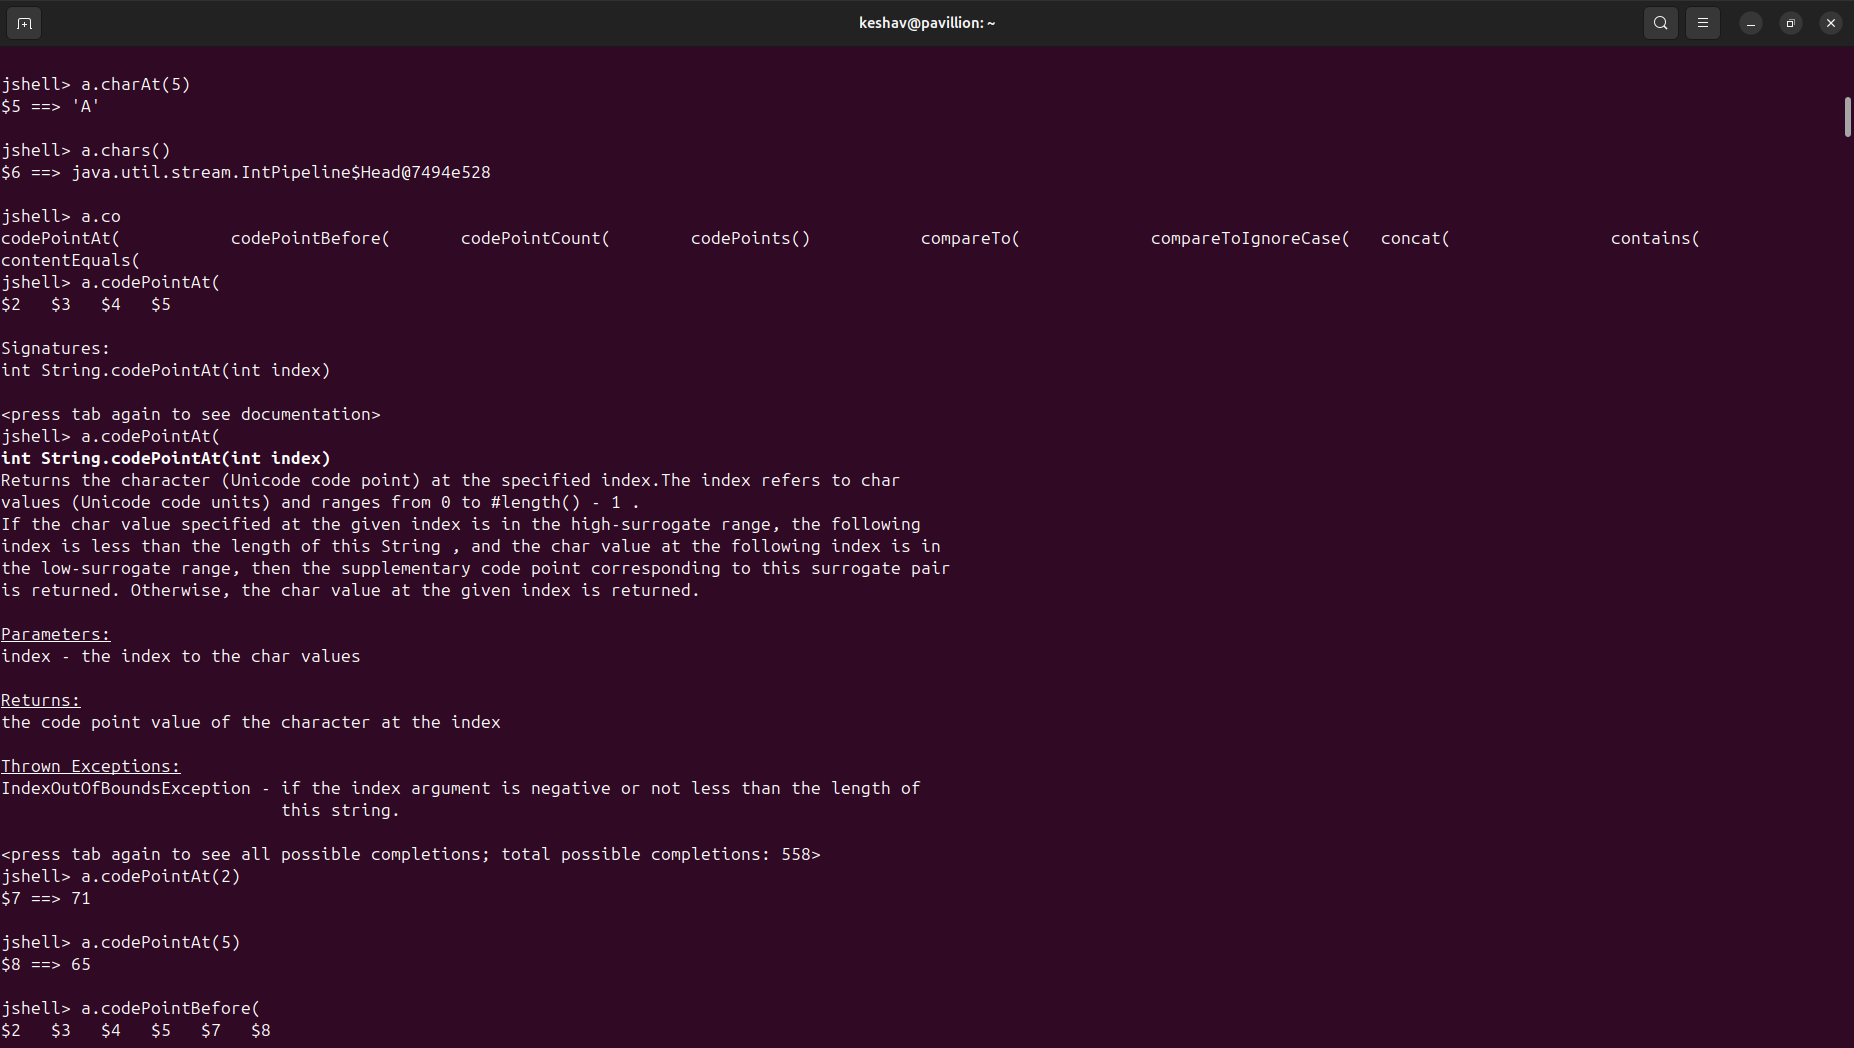 keshav@pavillion: ~
jshell> a.charAt(5)
$5 ==> 'A'
jshell> a.chars()
$6 ==> java.util.stream.IntPipeline$Head@7494e528
jshell> a.co
codePointAt( codePointBefore( codePointCount( codePoints() compareTo( compareToIgnoreCase( concat( contains(
contentEquals(
jshell> a.codePointAt(
$2 $3 $4 $5
Signatures:
int String.codePointAt(int index)
<press tab again to see documentation>
jshell> a.codePointAt(
int String.codePointAt(int index)
Returns the character (Unicode code point) at the specified index.The index refers to char
values (Unicode code units) and ranges from 0 to #length() - 1 .
If the char value specified at the given index is in the high-surrogate range, the following
index is less than the length of this String , and the char value at the following index is in
the low-surrogate range, then the supplementary code point corresponding to this surrogate pair
is returned. Otherwise, the char value at the given index is returned.
Parameters:
index - the index to the char values
Returns:
the code point value of the character at the index
Thrown Exceptions:
IndexOutOfBoundsException - if the index argument is negative or not less than the length of
this string.
<press tab again to see all possible completions; total possible completions: 558>
jshell> a.codePointAt(2)
$7 ==> 71
jshell> a.codePointAt(5)
$8 ==> 65
jshell> a.codePointBefore(
$2 $3 $4 $5 $7 $8